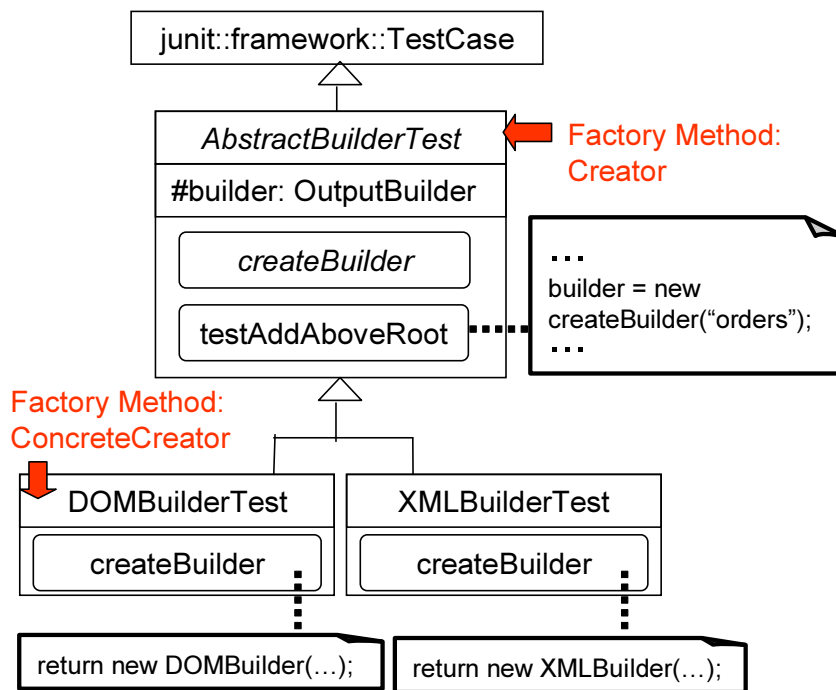 junit::framework::TestCase
AbstractBuilderTest
Factory Method:
Creator
#builder: OutputBuilder
createBuilder
testAddAboveRoot
...
builder = new
createBuilder(“orders”);
...
Factory Method:
ConcreteCreator
DOMBuilderTest
XMLBuilderTest
createBuilder
createBuilder
return new DOMBuilder(…);
return new XMLBuilder(…);